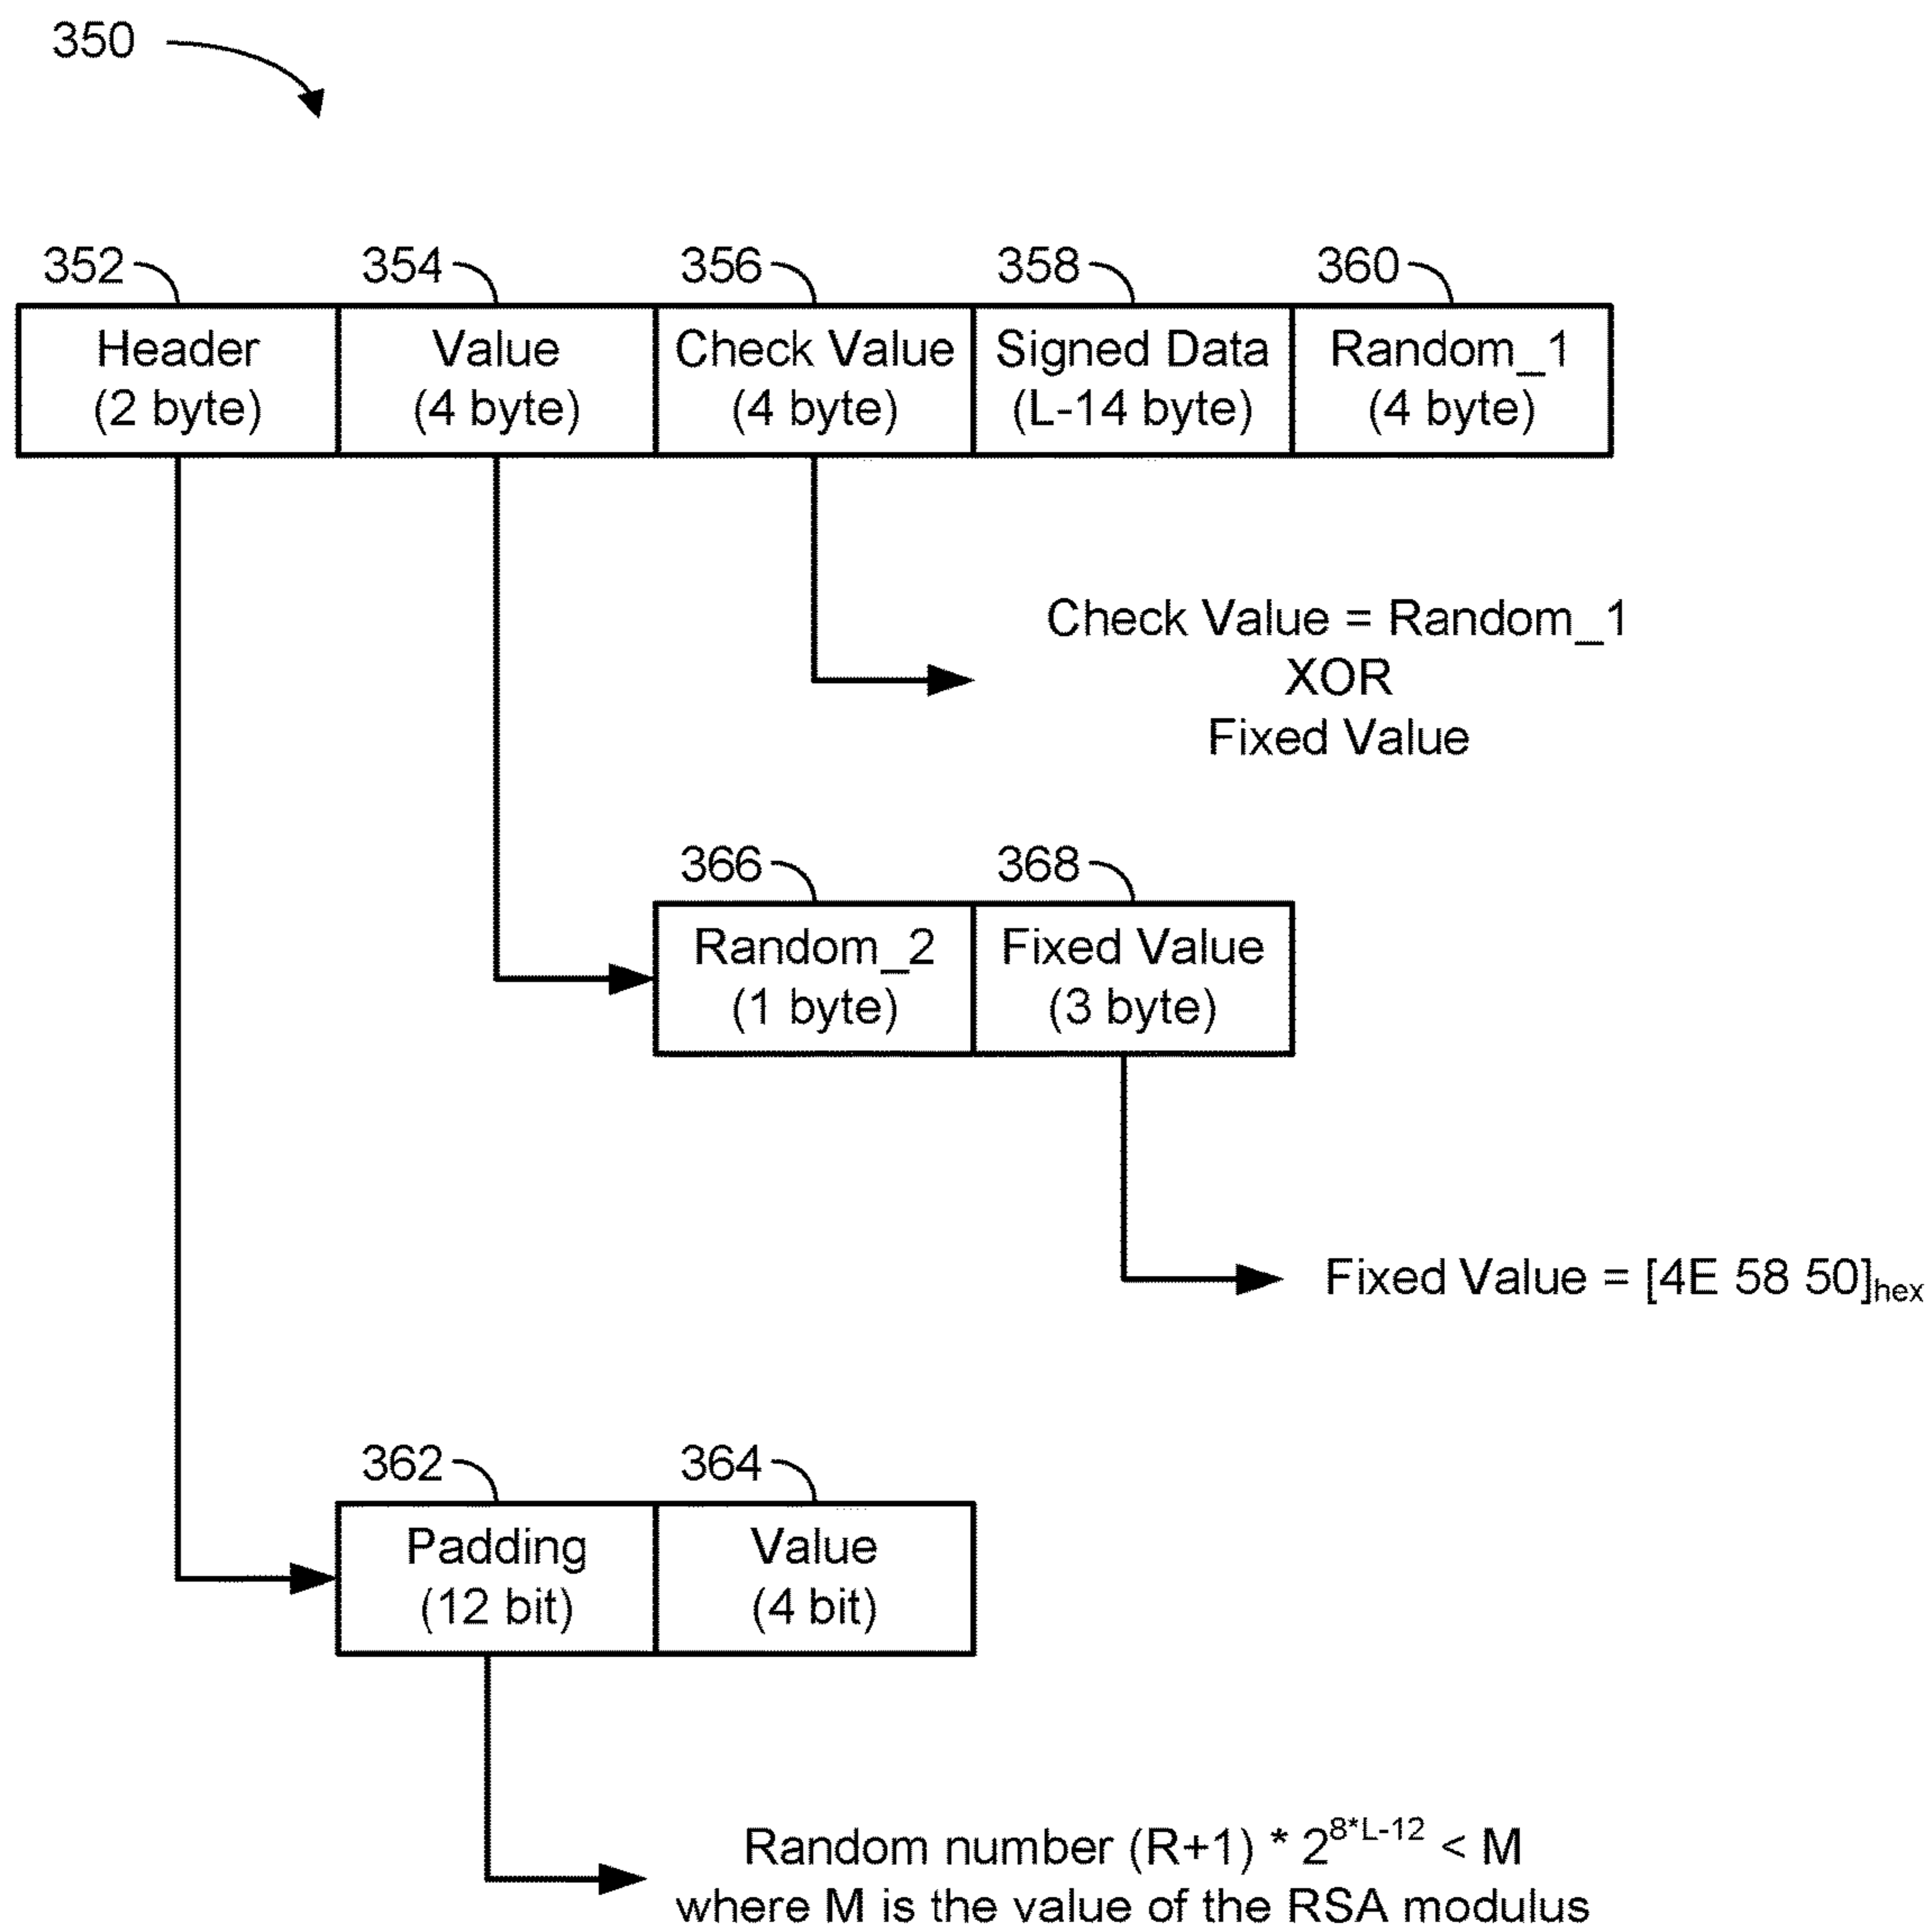 350
352 354 356 358 360
Header Value Check Value Signed Data Random_1
(2 byte) (4 byte) (4 byte) (L-14 byte) (4 byte)
Check Value = Random_1
XOR
Fixed Value
366 368
Random_2 Fixed Value
(1 byte) (3 byte)
Fixed Value = [4E 58 50]hex
362 364
Padding Value
(12 bit) (4 bit)
Random number (R+1) * 2^8*L-12 < M
where M is the value of the RSA modulus